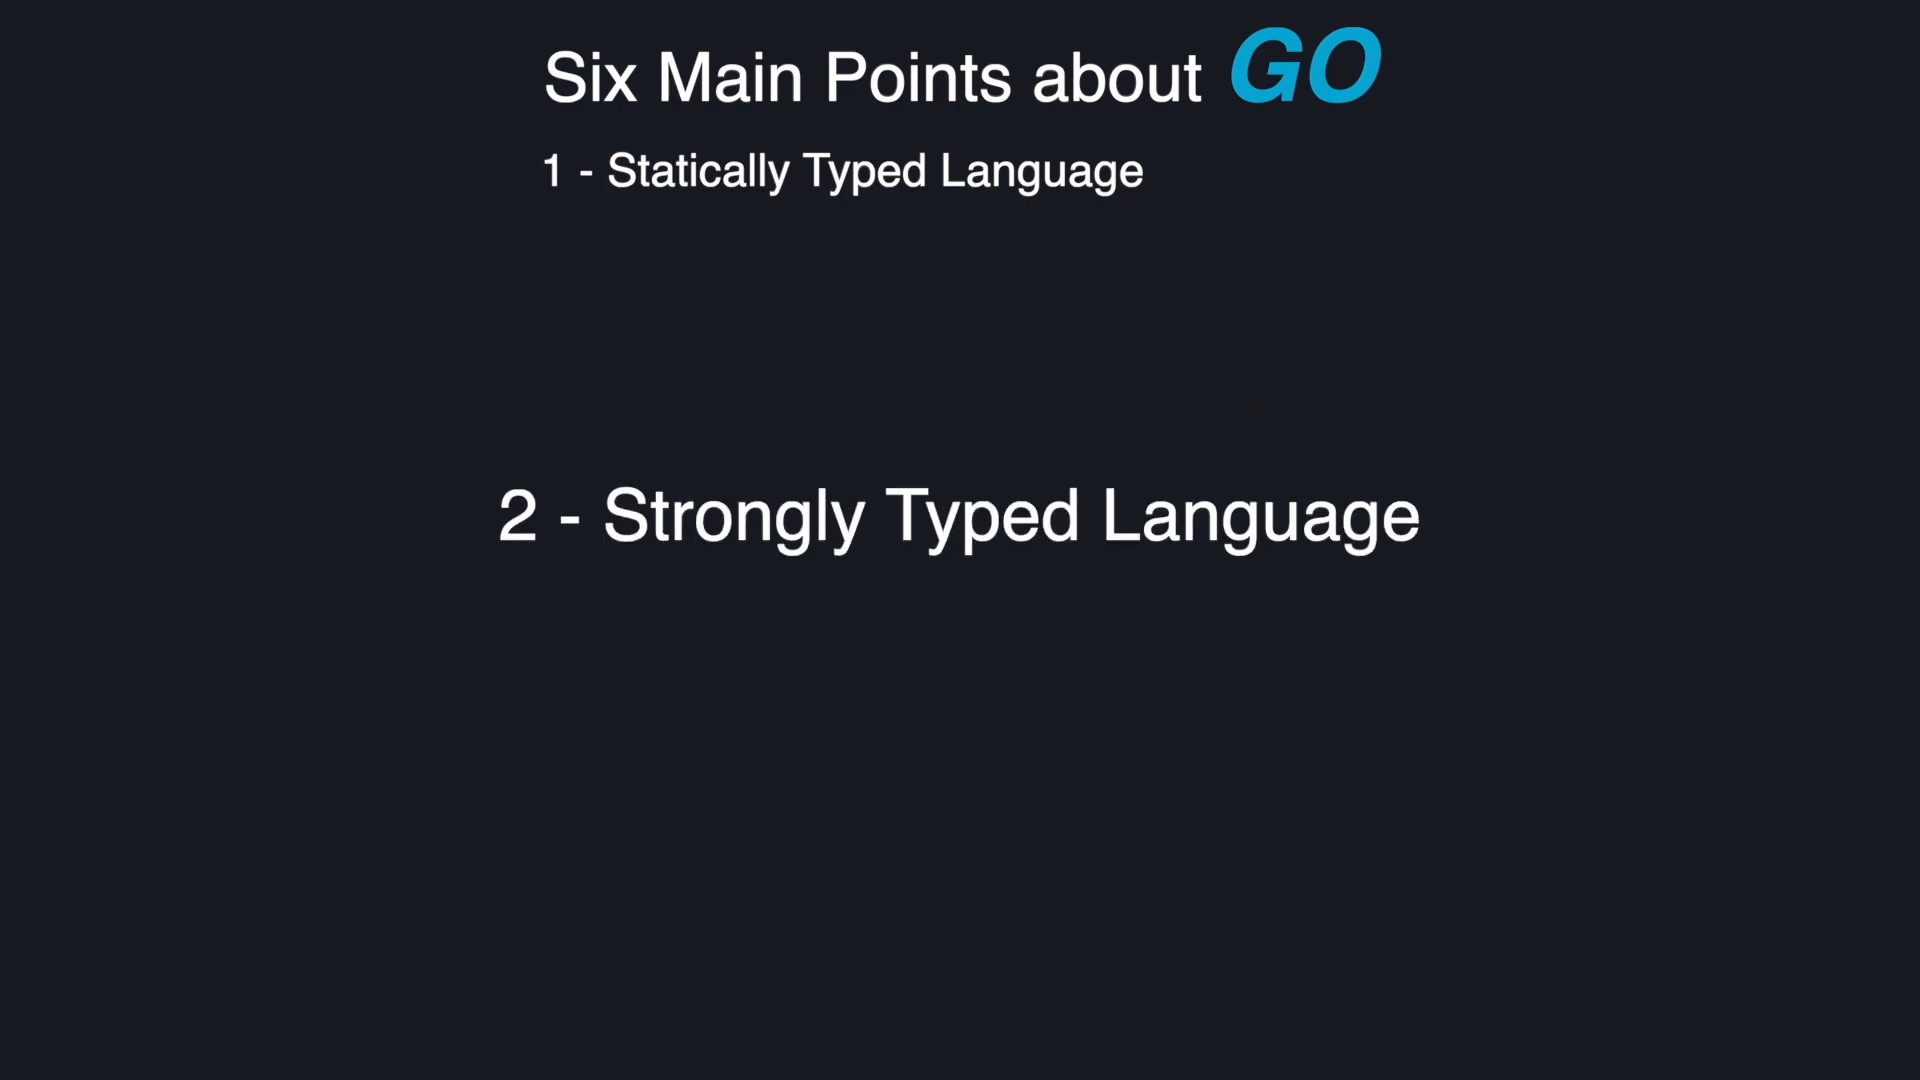 Six Main Points about GO
1 - Statically Typed Language
2 - Strongly Typed Language